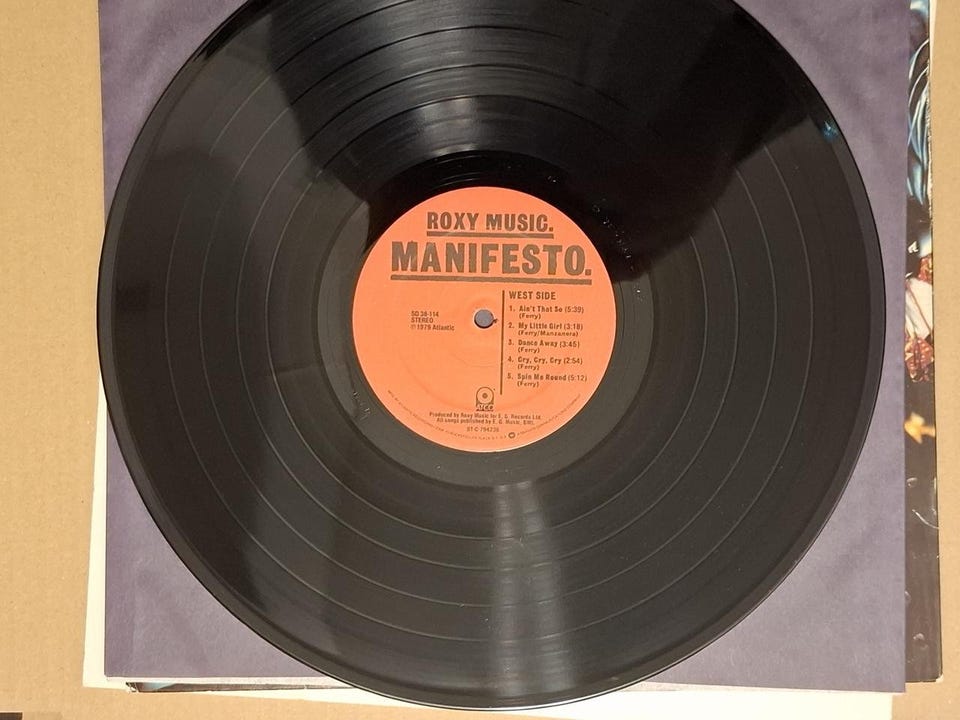 ROXY MUSIC.
MANIFESTO.
WEST SIDE
SD 38-114
STEREO
℗ 1979 Atlantic
1. Ain't That So (5:39)
(Ferry)
2. My Little Girl (3:18)
(Ferry/Manzanera)
3. Dance Away (3:45)
(Ferry)
4. Cry, Cry, Cry (2:54)
(Ferry)
5. Spin Me Round (5:12)
(Ferry)
ATCO
Produced by Roxy Music for E. G. Records Ltd.
All songs published by E. G. Music, BMI.
ST-C-794236